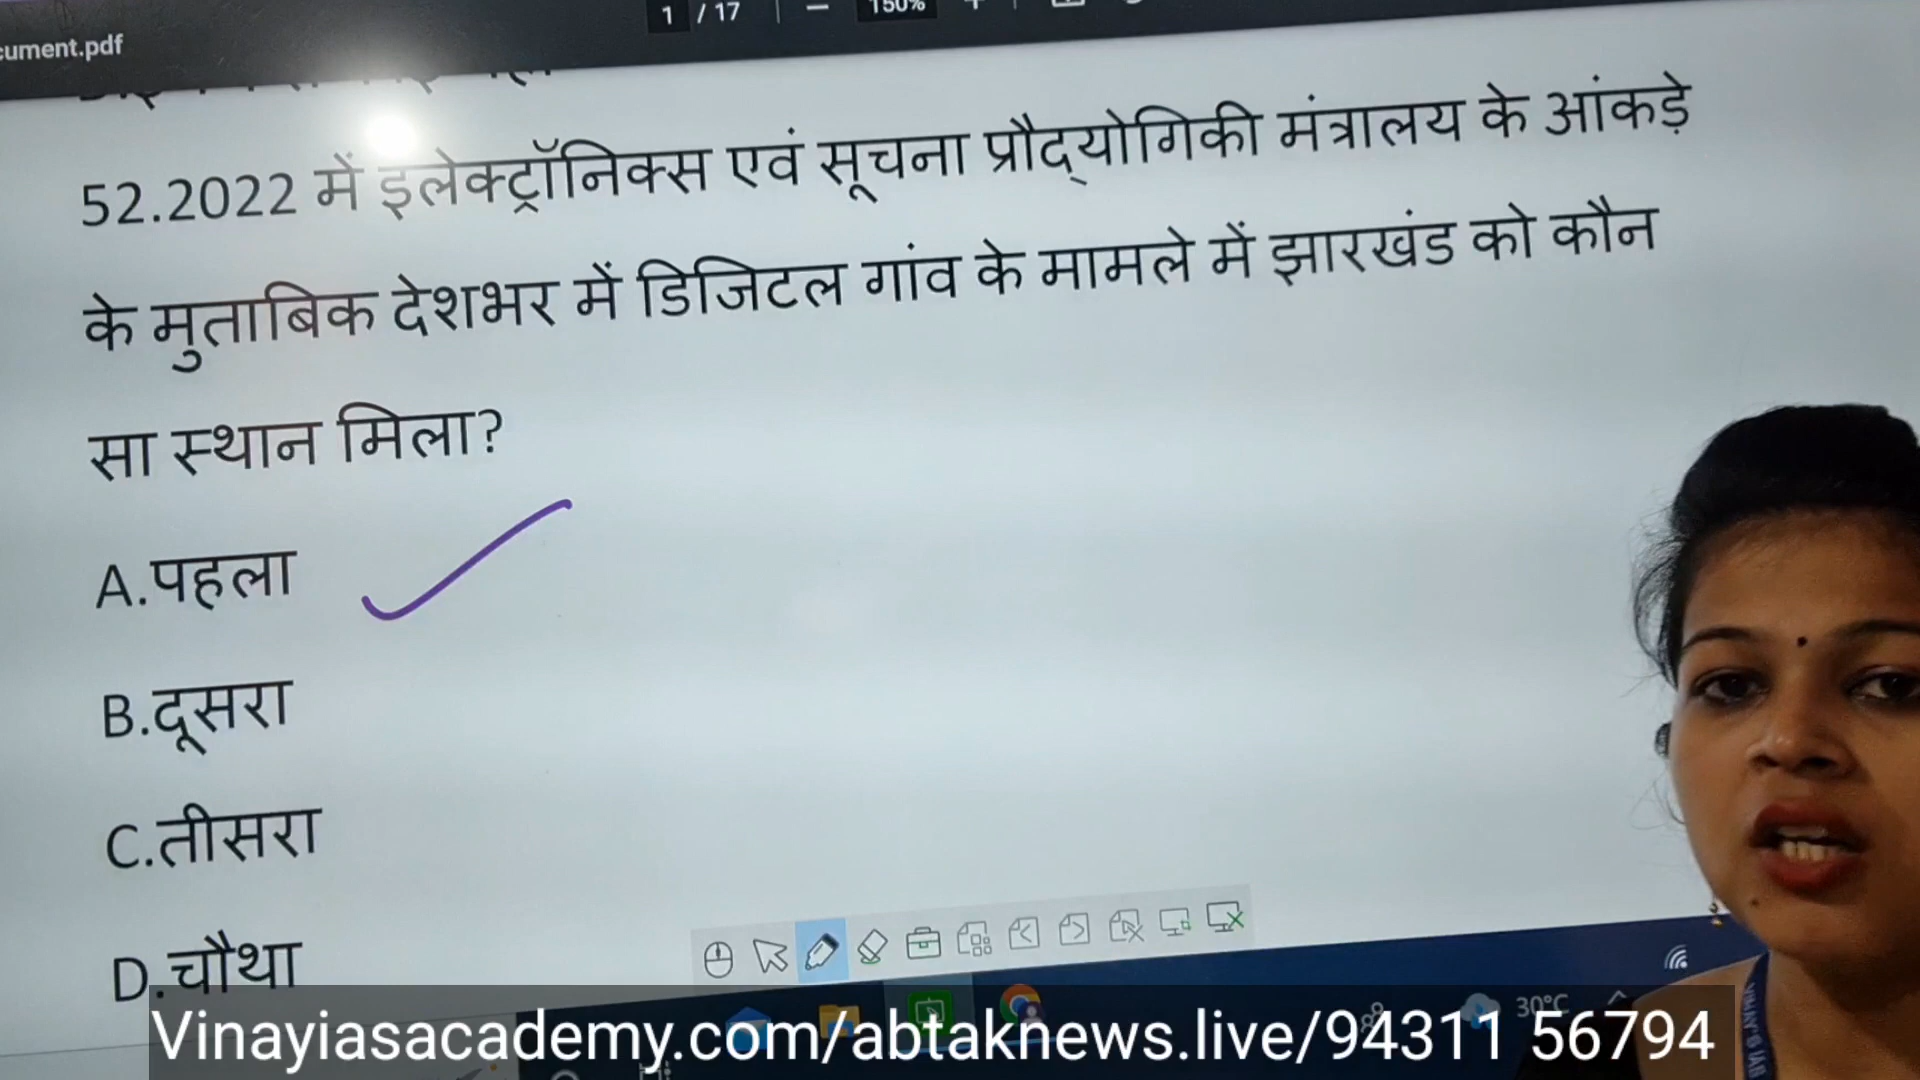 cument.pdf
1 / 17
150%
52.2022 में इलेक्ट्रॉनिक्स एवं सूचना प्रौद्योगिकी मंत्रालय के आंकड़े
के मुताबिक देशभर में डिजिटल गांव के मामले में झारखंड को कौन
सा स्थान मिला?
A.पहला
B.दूसरा
C.तीसरा
D.चौथा
30°C
Vinayiasacademy.com/abtaknews.live/94311 56794